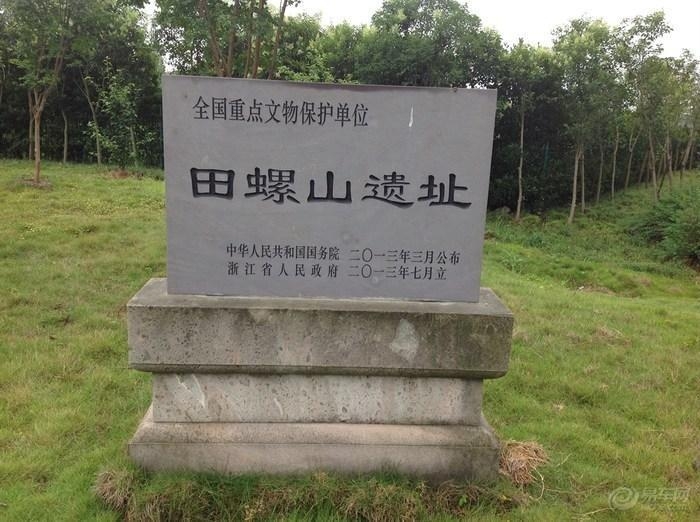 全国重点文物保护单位
田螺山遗址
中华人民共和国国务院 二〇一三年三月公布
浙江省人民政府 二〇一三年七月立
易车网